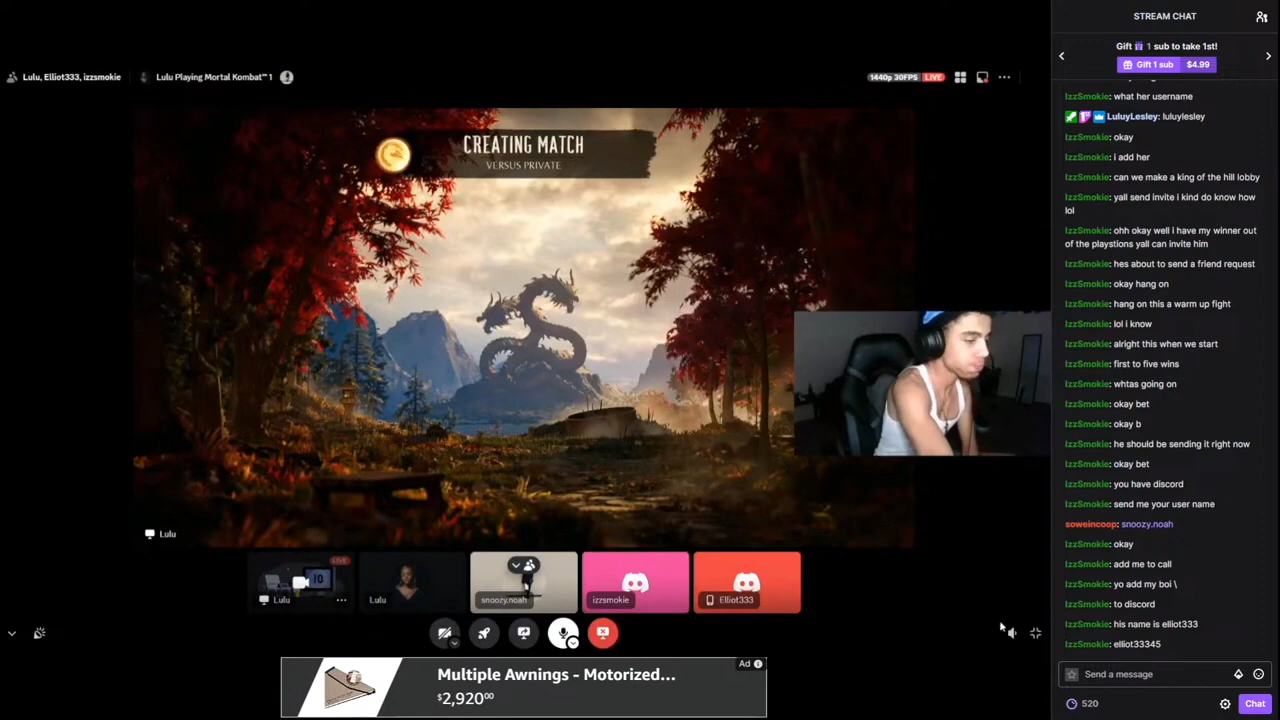 Lulu, Elliot333, izzsmokie
Lulu Playing Mortal Kombat™ 1
1440p 30FPS LIVE
CREATING MATCH
VERSUS PRIVATE
Lulu
LIVE
10
Lulu
Lulu
snoozy.noah
izzsmokie
Elliot333
Multiple Awnings - Motorized...
$2,920⁰⁰
Ad
STREAM CHAT
Gift 1 sub to take 1st!
Gift 1 sub $4.99
IzzSmokie: what her username
LuluyLesley: luluylesley
IzzSmokie: okay
IzzSmokie: i add her
IzzSmokie: can we make a king of the hill lobby
IzzSmokie: yall send invite i kind do know how
lol
IzzSmokie: ohh okay well i have my winner out
of the playstions yall can invite him
IzzSmokie: hes about to send a friend request
IzzSmokie: okay hang on
IzzSmokie: hang on this a warm up fight
IzzSmokie: lol i know
IzzSmokie: alright this when we start
IzzSmokie: first to five wins
IzzSmokie: whtas going on
IzzSmokie: okay bet
IzzSmokie: okay b
IzzSmokie: he should be sending it right now
IzzSmokie: okay bet
IzzSmokie: you have discord
IzzSmokie: send me your user name
soweincoop: snoozy.noah
IzzSmokie: okay
IzzSmokie: add me to call
IzzSmokie: yo add my boi \
IzzSmokie: to discord
IzzSmokie: his name is elliot333
IzzSmokie: elliot33345
Send a message
520
Chat